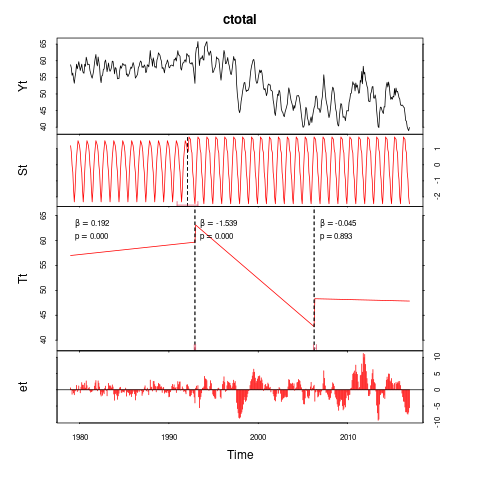 ctotal
Yt
40 45 50 55 60 65
St
-2 -1 0 1
Tt
40 45 50 55 60 65
β = 0.192 β = -1.539 β = -0.045
p = 0.000 p = 0.000 p = 0.893
et
-10 -5 0 5 10
1980 1990 2000 2010
Time